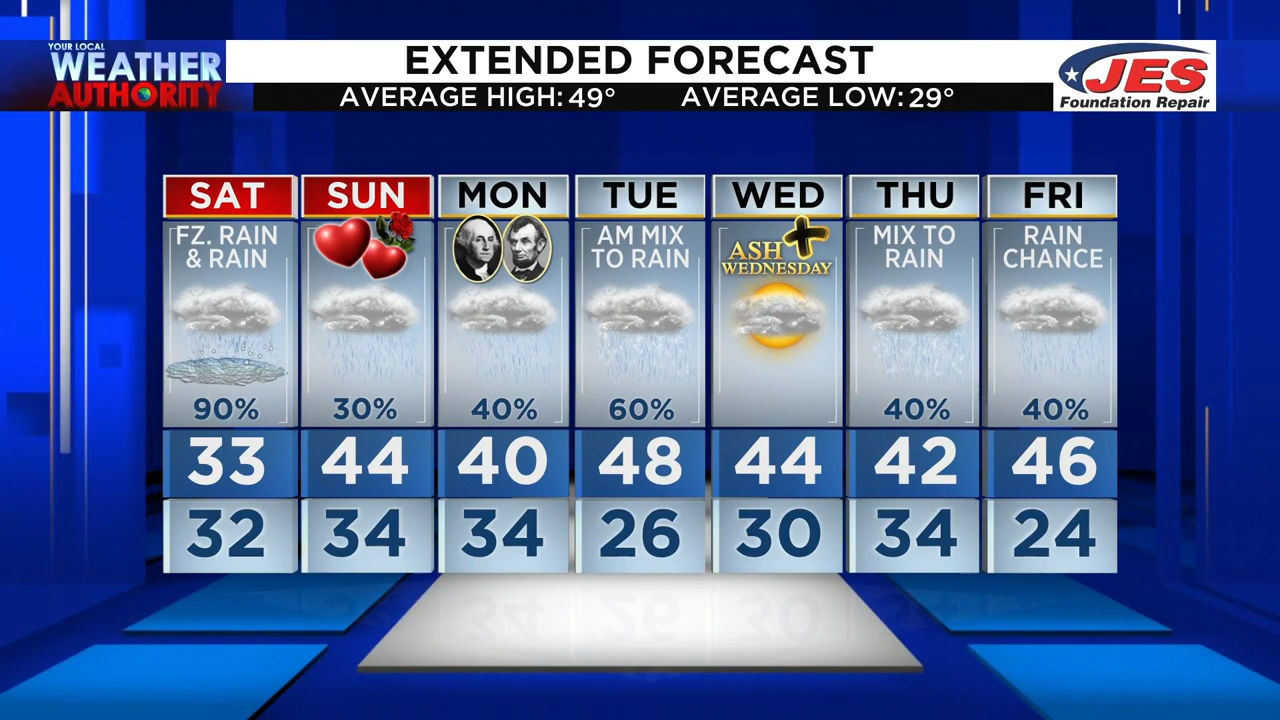 YOUR LOCAL
WEATHER
AUTHORITY
EXTENDED FORECAST
AVERAGE HIGH: 49° AVERAGE LOW: 29°
JES
Foundation Repair
SAT SUN MON TUE WED THU FRI
FZ. RAIN
& RAIN
AM MIX
TO RAIN
ASH
WEDNESDAY
MIX TO
RAIN
RAIN
CHANCE
90% 30% 40% 60% 40% 40%
33 44 40 48 44 42 46
32 34 34 26 30 34 24